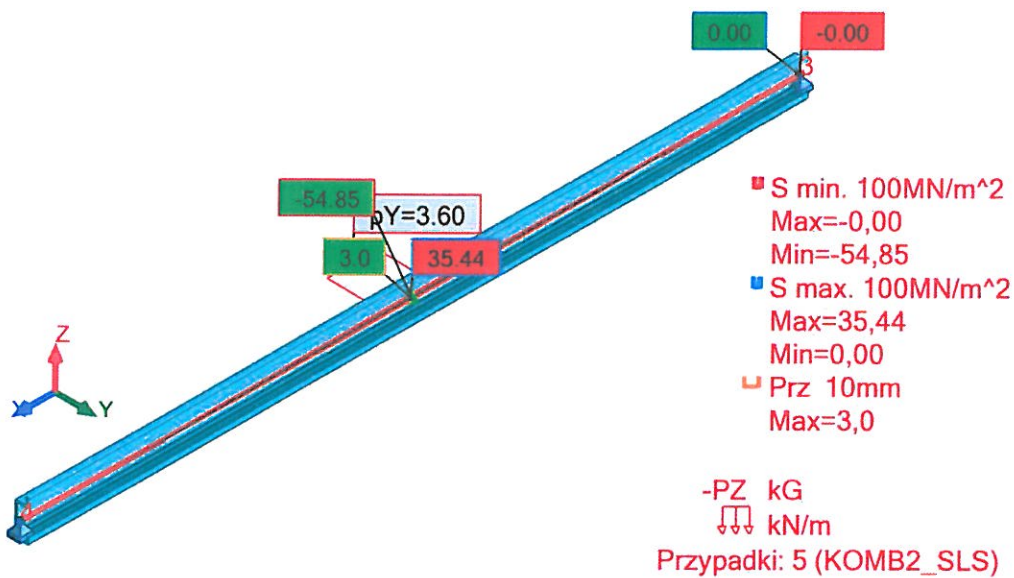 0.00
-0.00
3
-54.85
pY=3.60
3.0
35.44
S min. 100MN/m^2
Max=-0,00
Min=-54,85
S max. 100MN/m^2
Max=35,44
Min=0,00
Prz 10mm
Max=3,0
Z
X
Y
-PZ kG
kN/m
Przypadki: 5 (KOMB2_SLS)